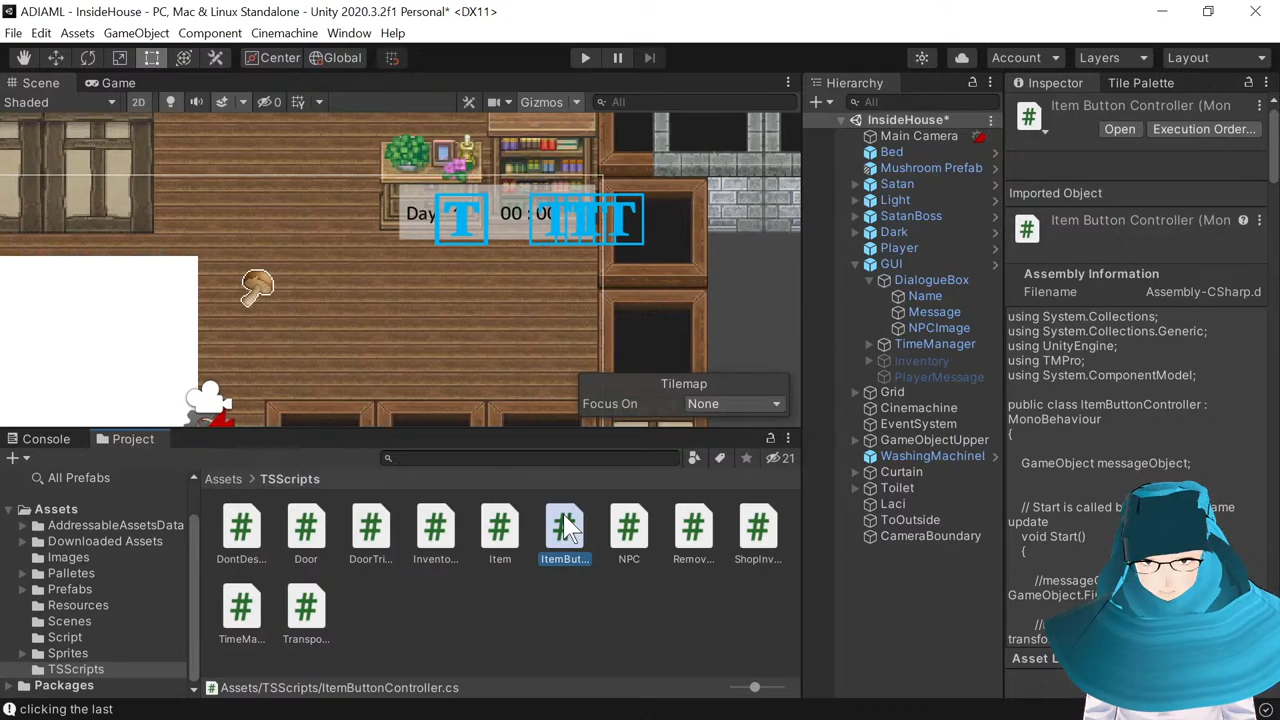 ADIAML - InsideHouse - PC, Mac & Linux Standalone - Unity 2020.3.2f1 Personal* <DX11>
File Edit Assets GameObject Component Cinemachine Window Help
Center Global Account Layers Layout
Scene Game
Shaded 2D 0 Gizmos All
Day 00 : 00
T T T T
Tilemap
Focus On None
Hierarchy
All
InsideHouse*
Main Camera
Bed
Mushroom Prefab
Satan
Light
SatanBoss
Dark
Player
GUI
DialogueBox
Name
Message
NPCImage
TimeManager
Inventory
PlayerMessage
Grid
Cinemachine
EventSystem
GameObjectUpper
WashingMachineI
Curtain
Toilet
Laci
ToOutside
CameraBoundary
Inspector Tile Palette
Item Button Controller (Mon
Open Execution Order...
Imported Object
Item Button Controller (Mon
Assembly Information
Filename Assembly-CSharp.d
using System.Collections;
using System.Collections.Generic;
using UnityEngine;
using TMPro;
using System.ComponentModel;
public class ItemButtonController :
MonoBehaviour
{
GameObject messageObject;
// Start is called
update
void Start()
{
Console Project
21
All Prefabs
Assets
AddressableAssetsData
Downloaded Assets
Images
Palletes
Prefabs
Resources
Scenes
Script
Sprites
TSScripts
Packages
Assets > TSScripts
DontDes... Door DoorTri... Invento... Item ItemBut... NPC Remov... ShopInv...
TimeMa... Transpo...
Assets/TSScripts/ItemButtonController.cs
clicking the last